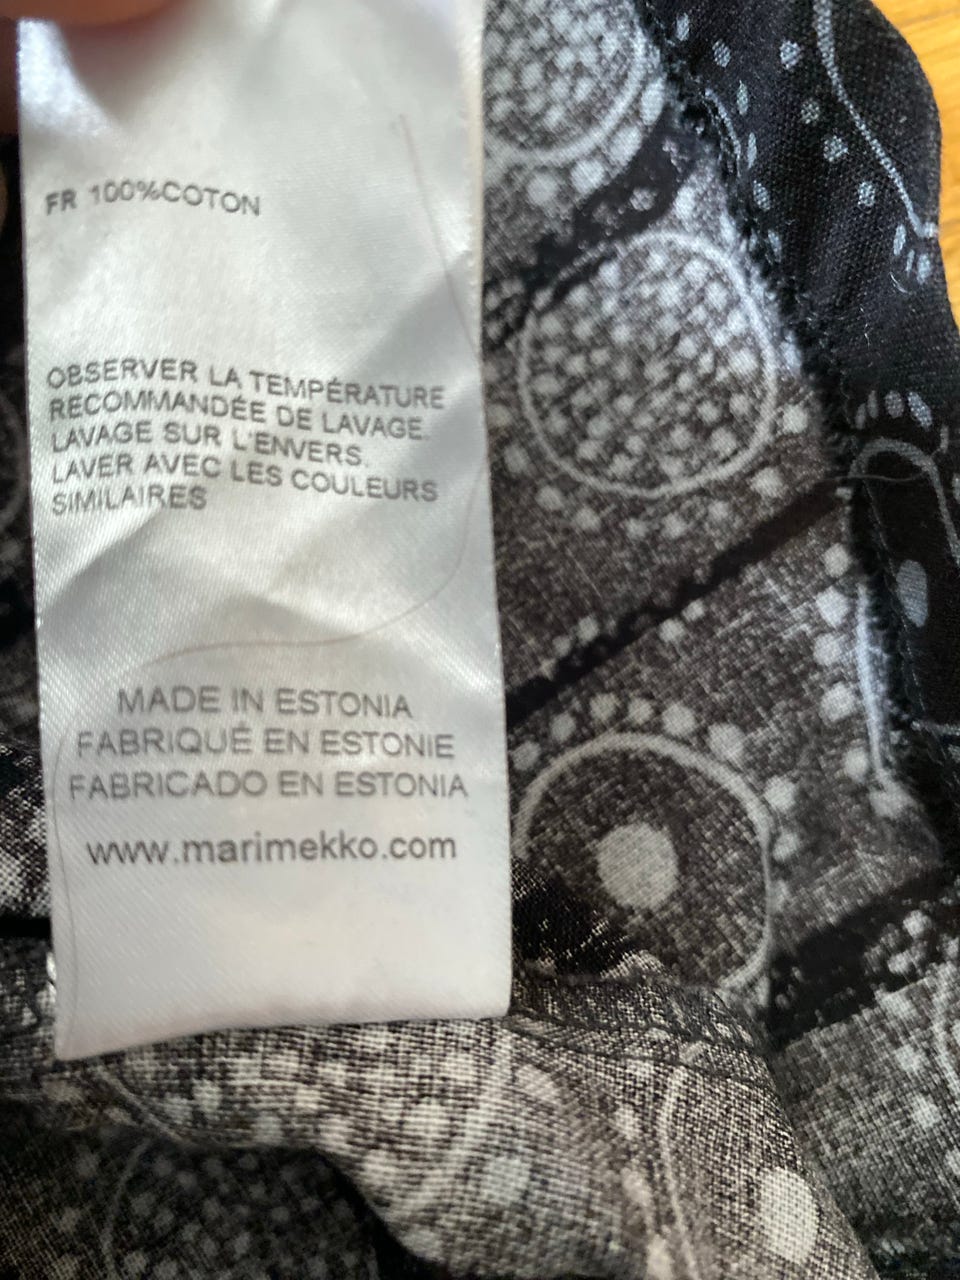 FR 100%COTON
OBSERVER LA TEMPÉRATURE
RECOMMANDÉE DE LAVAGE.
LAVAGE SUR L'ENVERS.
LAVER AVEC LES COULEURS
SIMILAIRES
MADE IN ESTONIA
FABRIQUÉ EN ESTONIE
FABRICADO EN ESTONIA
www.marimekko.com